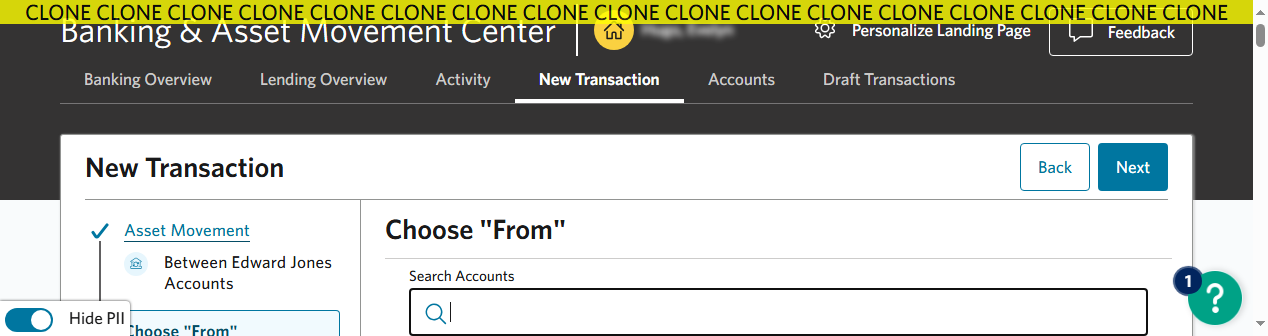 CLONE CLONE CLONE CLONE CLONE CLONE CLONE CLONE CLONE CLONE CLONE CLONE CLONE CLONE CLONE CLONE CLONE
Banking & Asset Movement Center
Personalize Landing Page
Feedback
Banking Overview Lending Overview Activity New Transaction Accounts Draft Transactions
New Transaction
Back
Next
Asset Movement
Between Edward Jones
Accounts
Choose "From"
Choose "From"
Search Accounts
Hide PII
1
?